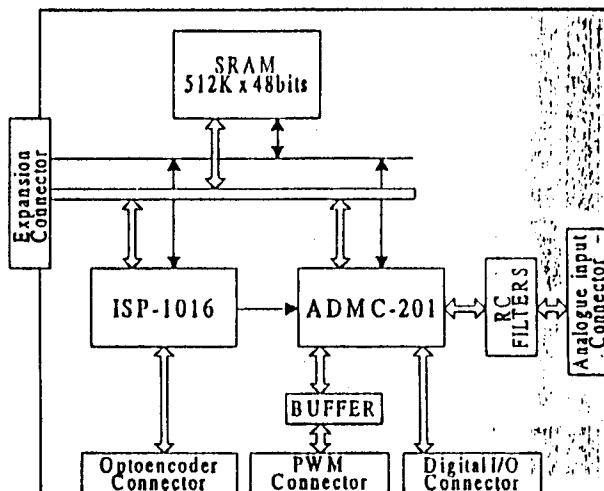 SRAM
512K x 48bits
Expansion
Connector
ISP-1016
ADMC-201
RC
FILTERS
Analogue input
Connector
BUFFER
Optoencoder
Connector
PWM
Connector
Digital I/O
Connector